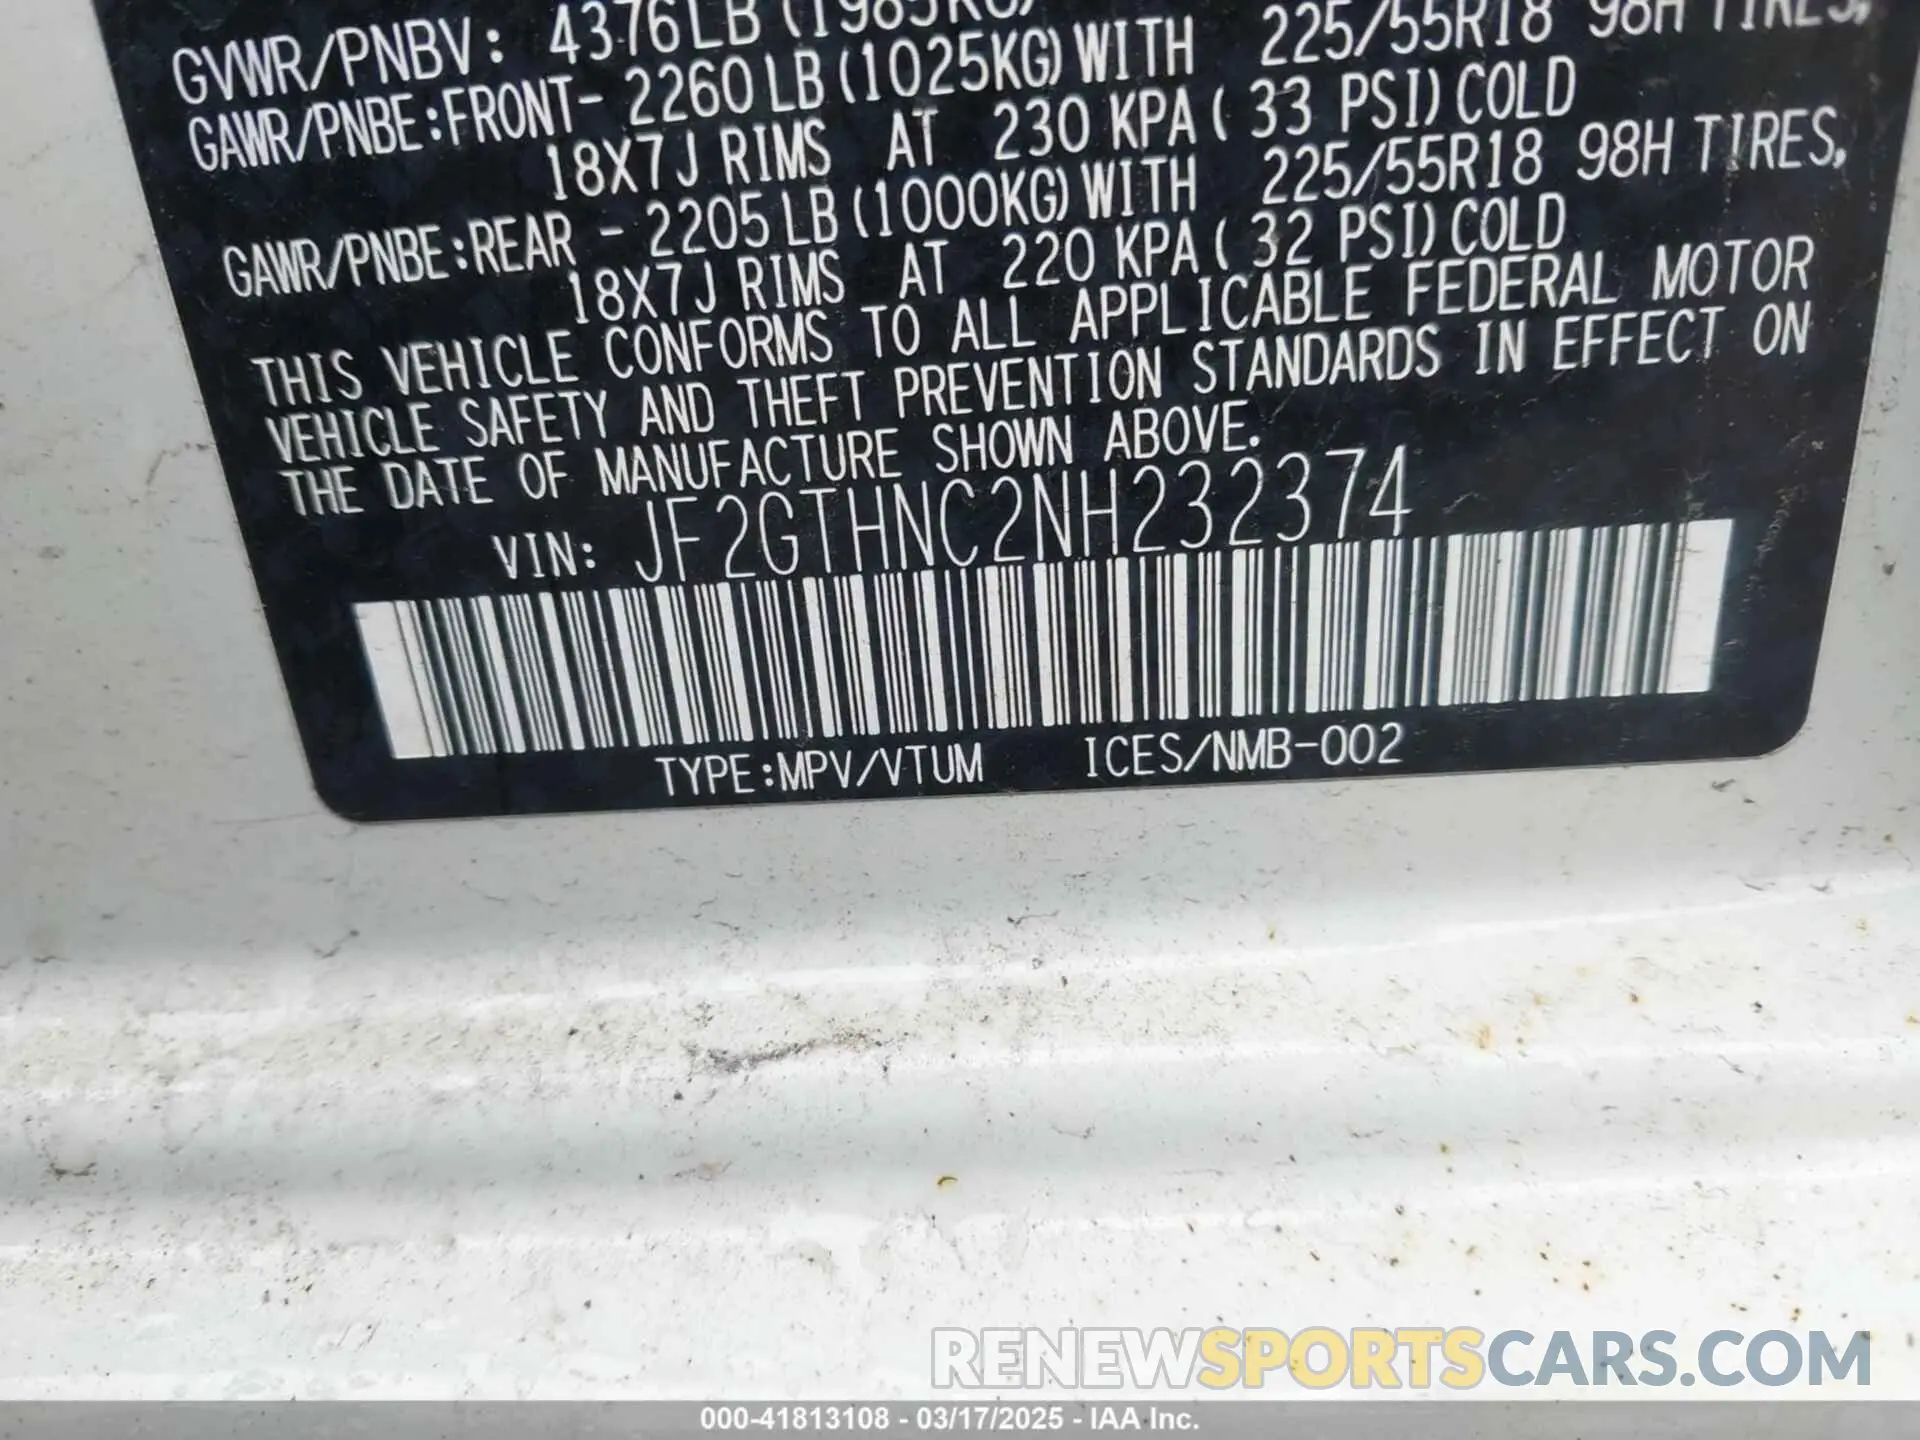 GVWR/PNBV: 4376LB (1985KG)
GAWR/PNBE:FRONT- 2260LB(1025KG)WITH 225/55R18 98H TIRES,
18X7J RIMS AT 230 KPA( 33 PSI)COLD
GAWR/PNBE:REAR - 2205LB(1000KG)WITH 225/55R18 98H TIRES,
18X7J RIMS AT 220 KPA( 32 PSI)COLD
THIS VEHICLE CONFORMS TO ALL APPLICABLE FEDERAL MOTOR
VEHICLE SAFETY AND THEFT PREVENTION STANDARDS IN EFFECT ON
THE DATE OF MANUFACTURE SHOWN ABOVE.
VIN: JF2GTHNC2NH232374
TYPE:MPV/VTUM ICES/NMB-002
RENEWSPORTSCARS.COM
000-41813108 - 03/17/2025 - IAA Inc.